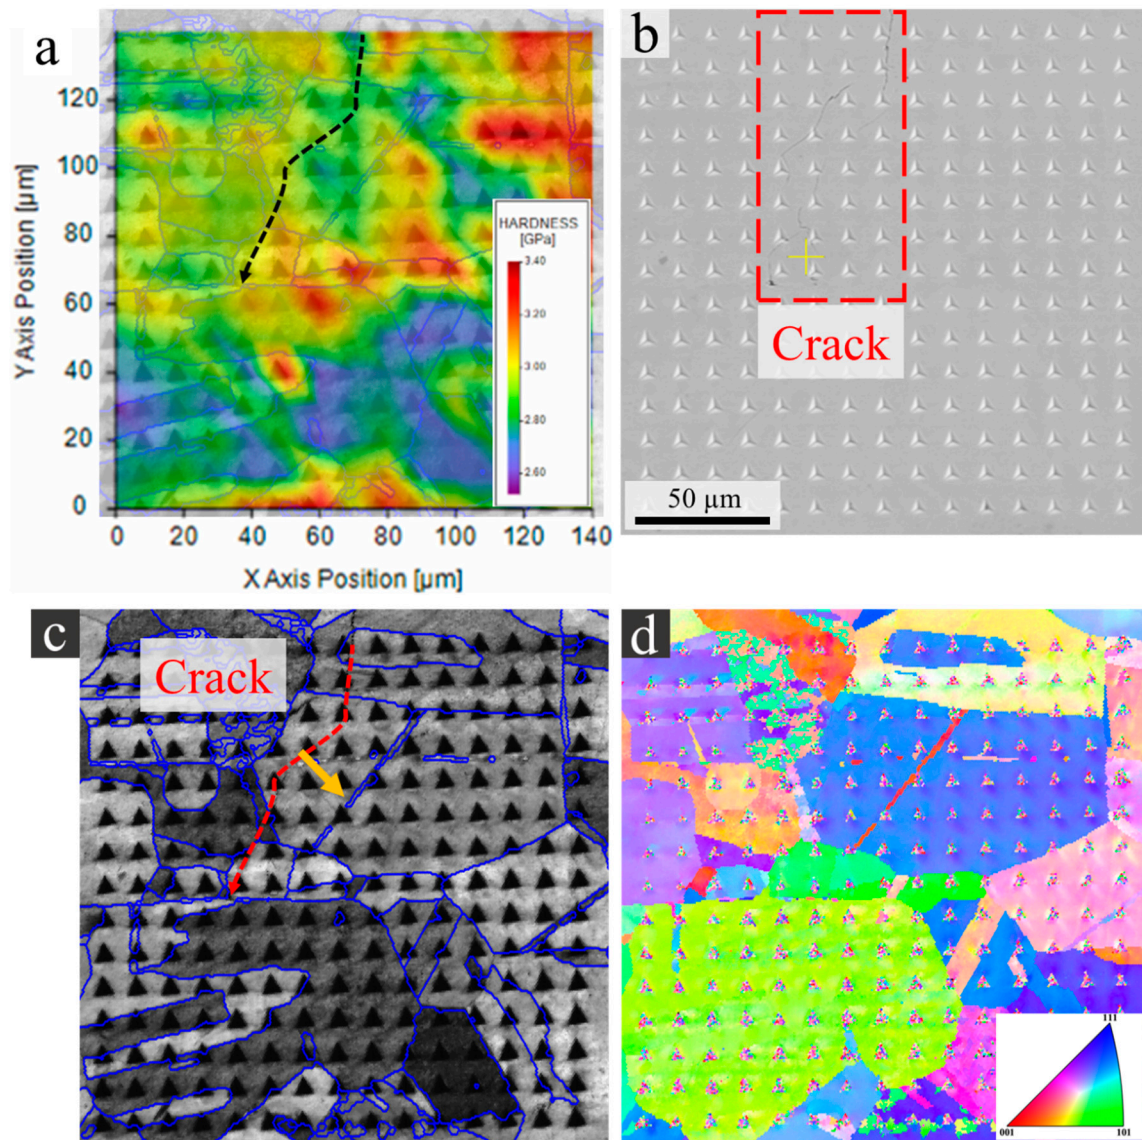 a
120
100
80
60
40
20
0
Y Axis Position [µm]
0 20 40 60 80 100 120 140
X Axis Position [µm]
HARDNESS
[GPa]
3.40
3.20
3.00
2.80
2.60
b
Crack
50 µm
c
Crack
d
111
001
101